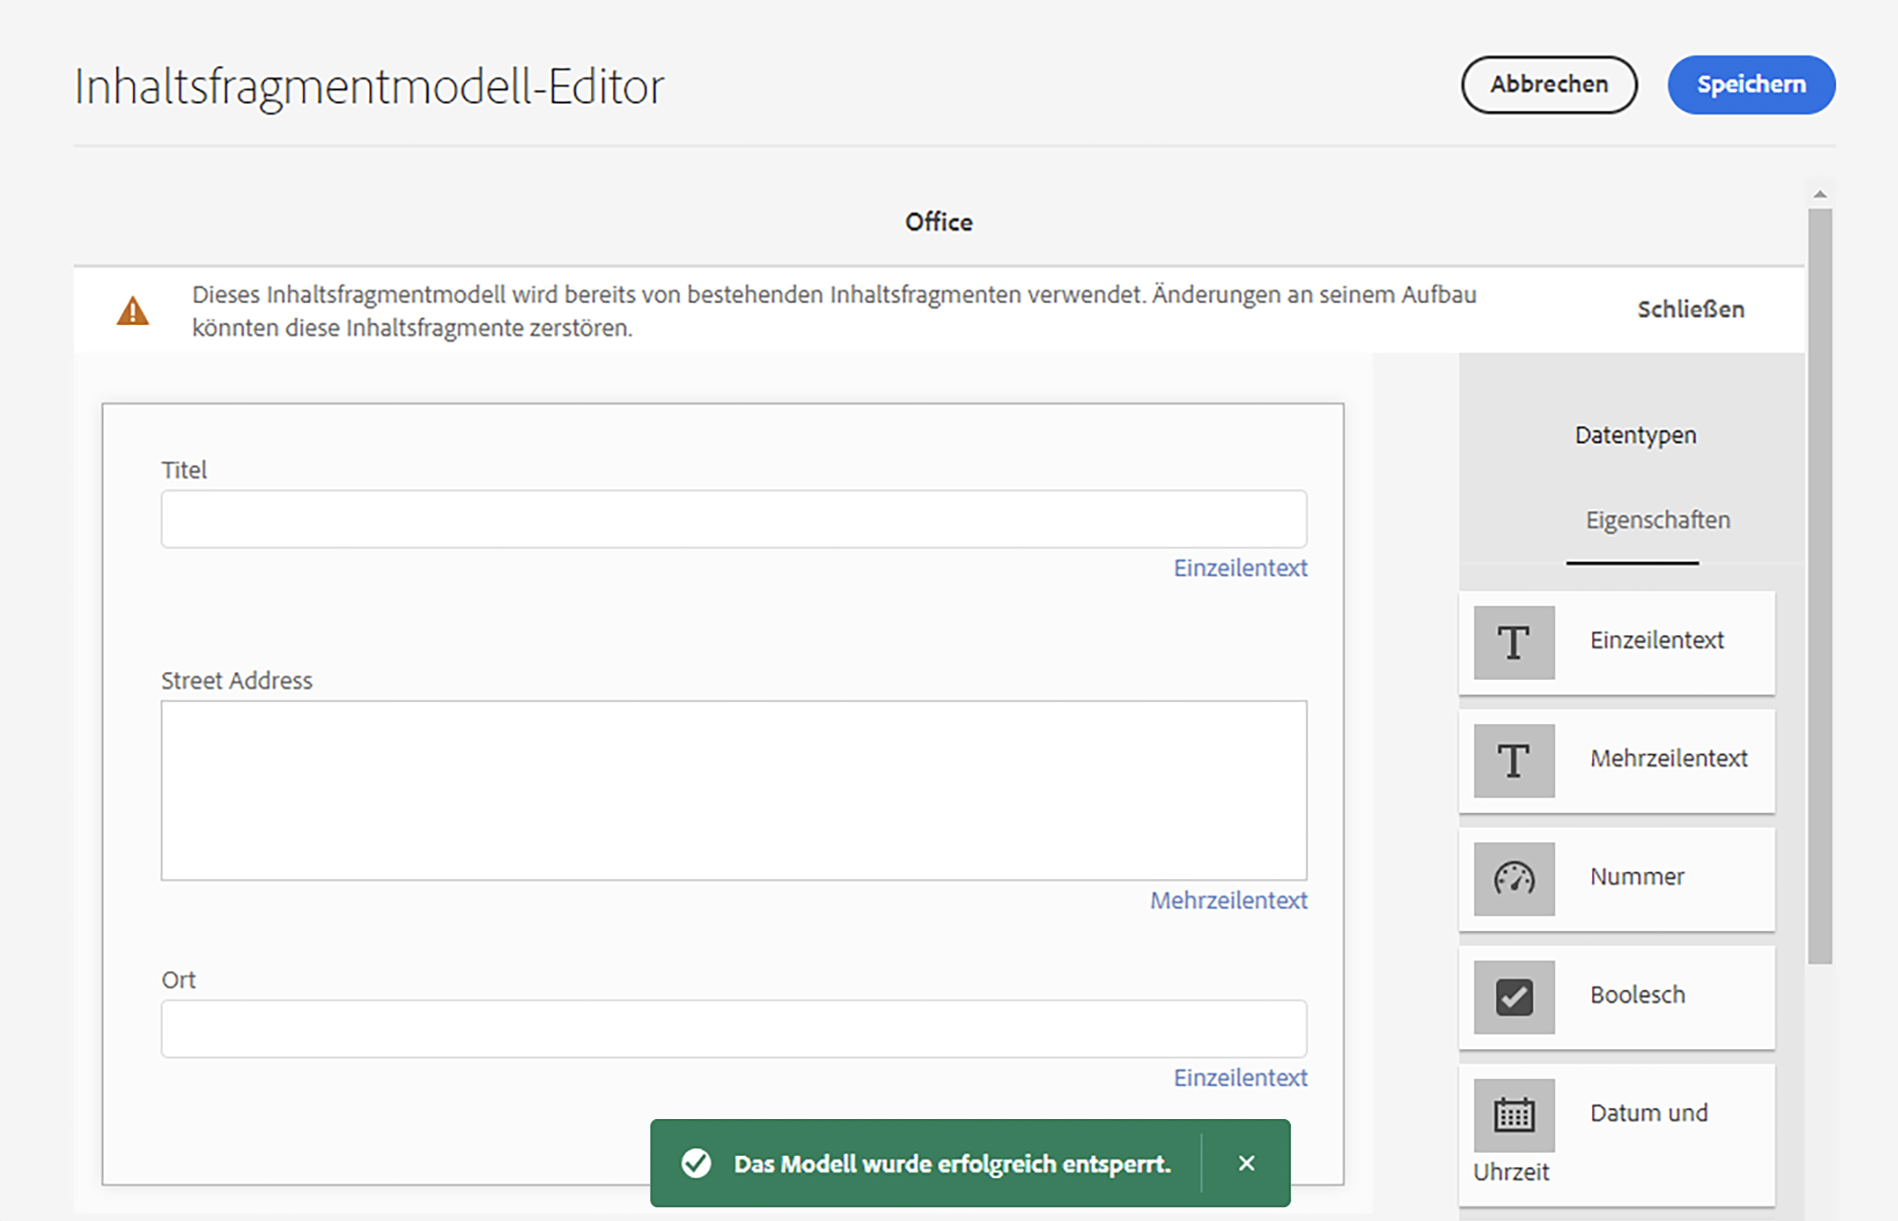 Inhaltsfragmentmodell-Editor
Abbrechen
Speichern
Office
Dieses Inhaltsfragmentmodell wird bereits von bestehenden Inhaltsfragmenten verwendet. Änderungen an seinem Aufbau
könnten diese Inhaltsfragmente zerstören.
Schließen
Titel
Einzeilentext
Street Address
Mehrzeilentext
Ort
Einzeilentext
Datentypen
Eigenschaften
Einzeilentext
Mehrzeilentext
Nummer
Boolesch
Datum und
Uhrzeit
Das Modell wurde erfolgreich entsperrt.